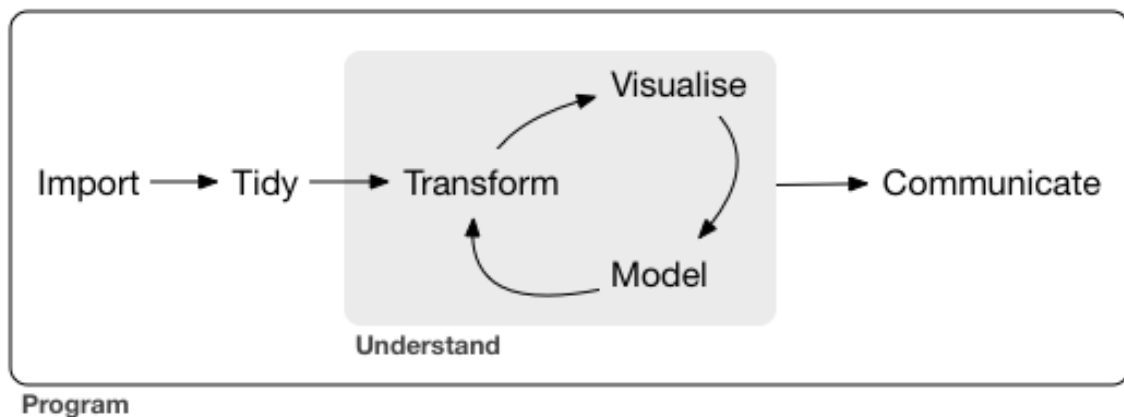 Visualise
Import Tidy Transform Communicate
Model
Understand
Program